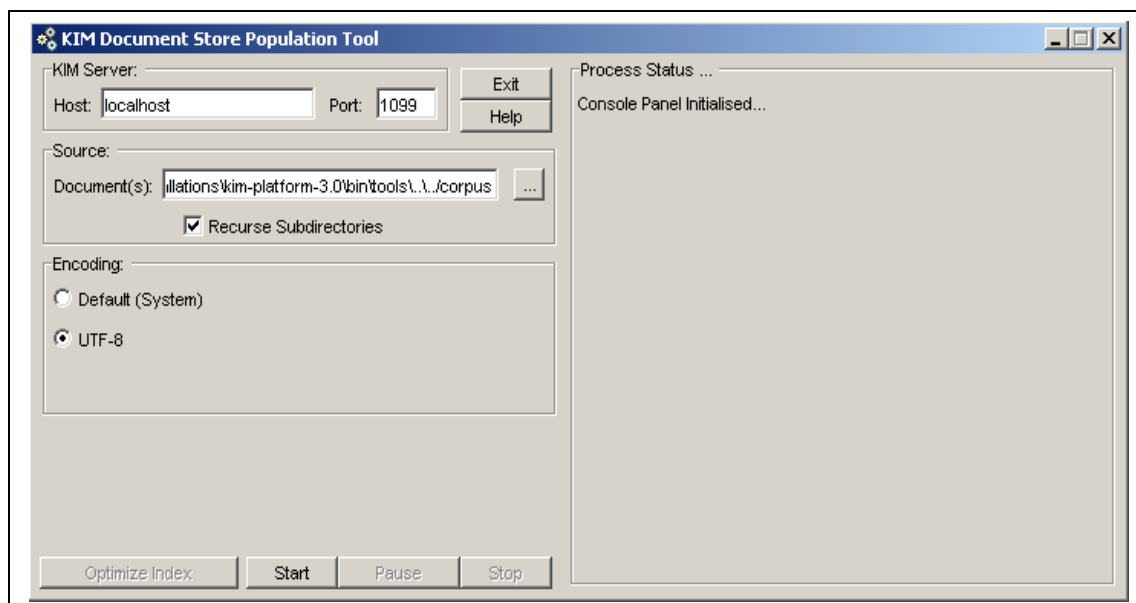 KIM Document Store Population Tool
KIM Server:
Host: localhost Port: 1099
Exit
Help
Source:
Document(s): illations\kim-platform-3.0\bin\tools\..\../corpus ...
Recurse Subdirectories
Encoding:
Default (System)
UTF-8
Optimize Index Start Pause Stop
Process Status ...
Console Panel Initialised...